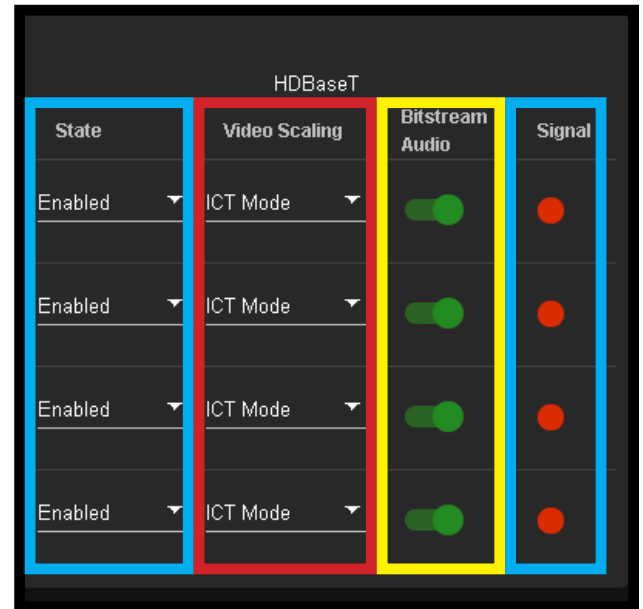 HDBaseT
State Video Scaling Bitstream Audio Signal
Enabled ICT Mode
Enabled ICT Mode
Enabled ICT Mode
Enabled ICT Mode